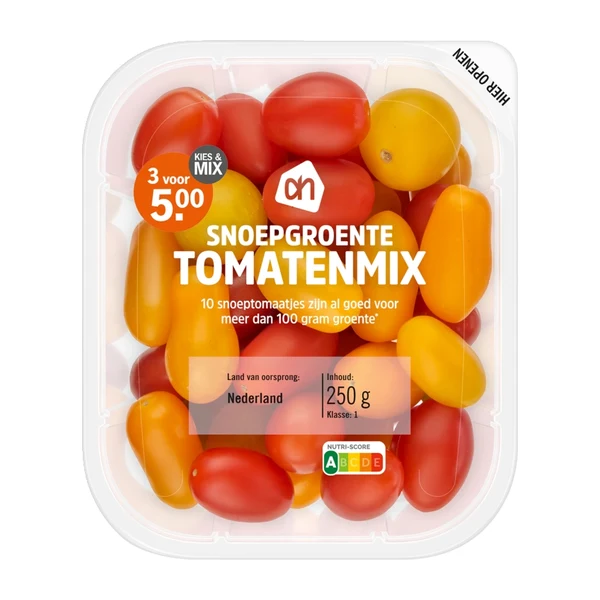 HIER OPENEN
KIES &
MIX
3 voor
5.00
ah
SNOEPGROENTE
TOMATENMIX
10 snoeptomaatjes zijn al goed voor
meer dan 100 gram groente*
Land van oorsprong:
Nederland
Inhoud:
250 g
Klasse: 1
NUTRI-SCORE
A B C D E